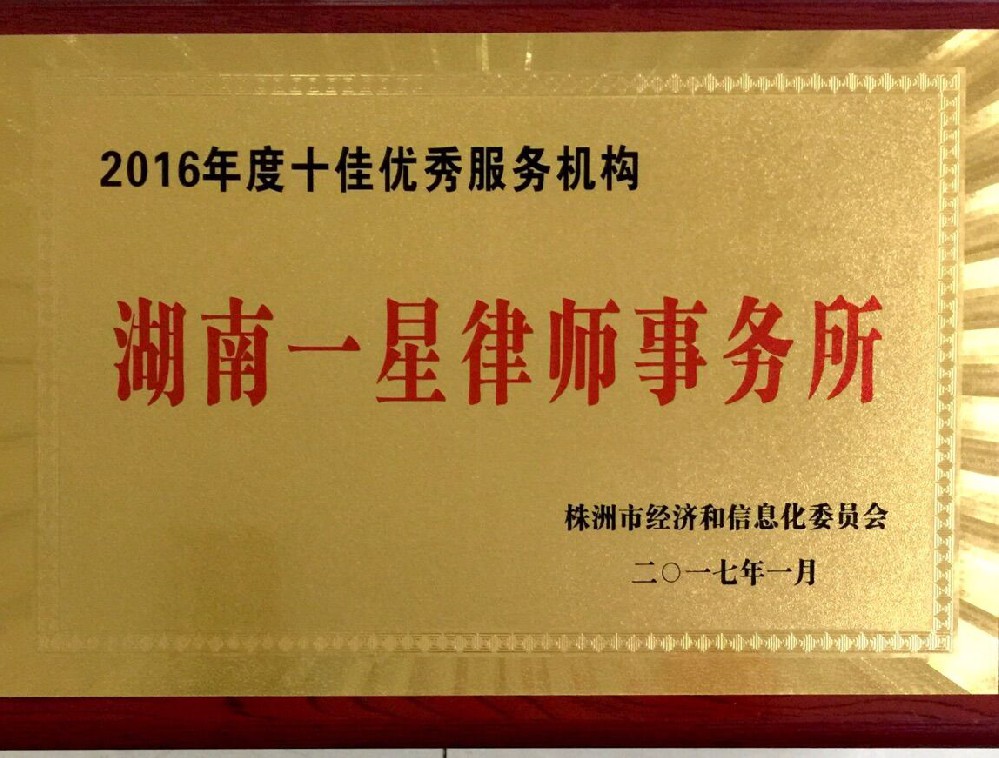 2016年度十佳优秀服务机构
湖南一星律师事务所
株洲市经济和信息化委员会
二〇一七年一月